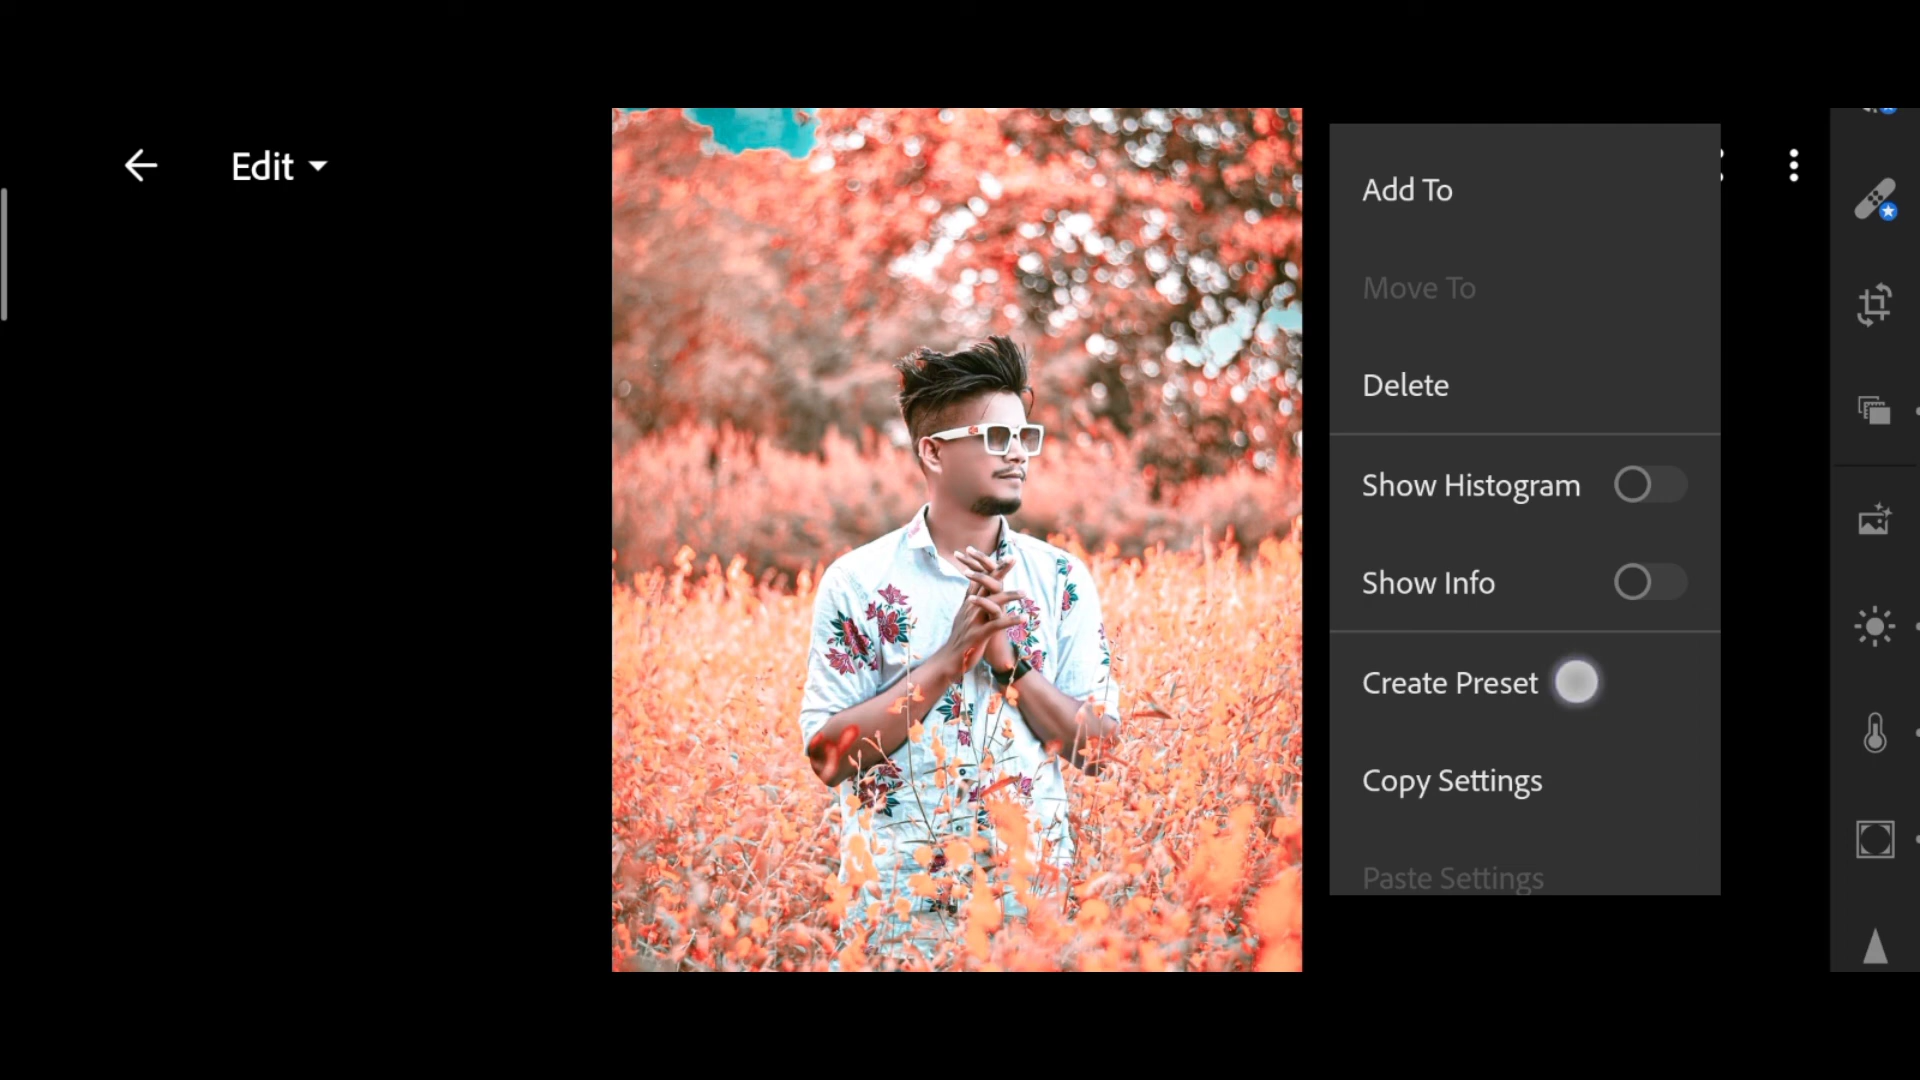 Edit
Add To
Move To
Delete
Show Histogram
Show Info
Create Preset
Copy Settings
Paste Settings